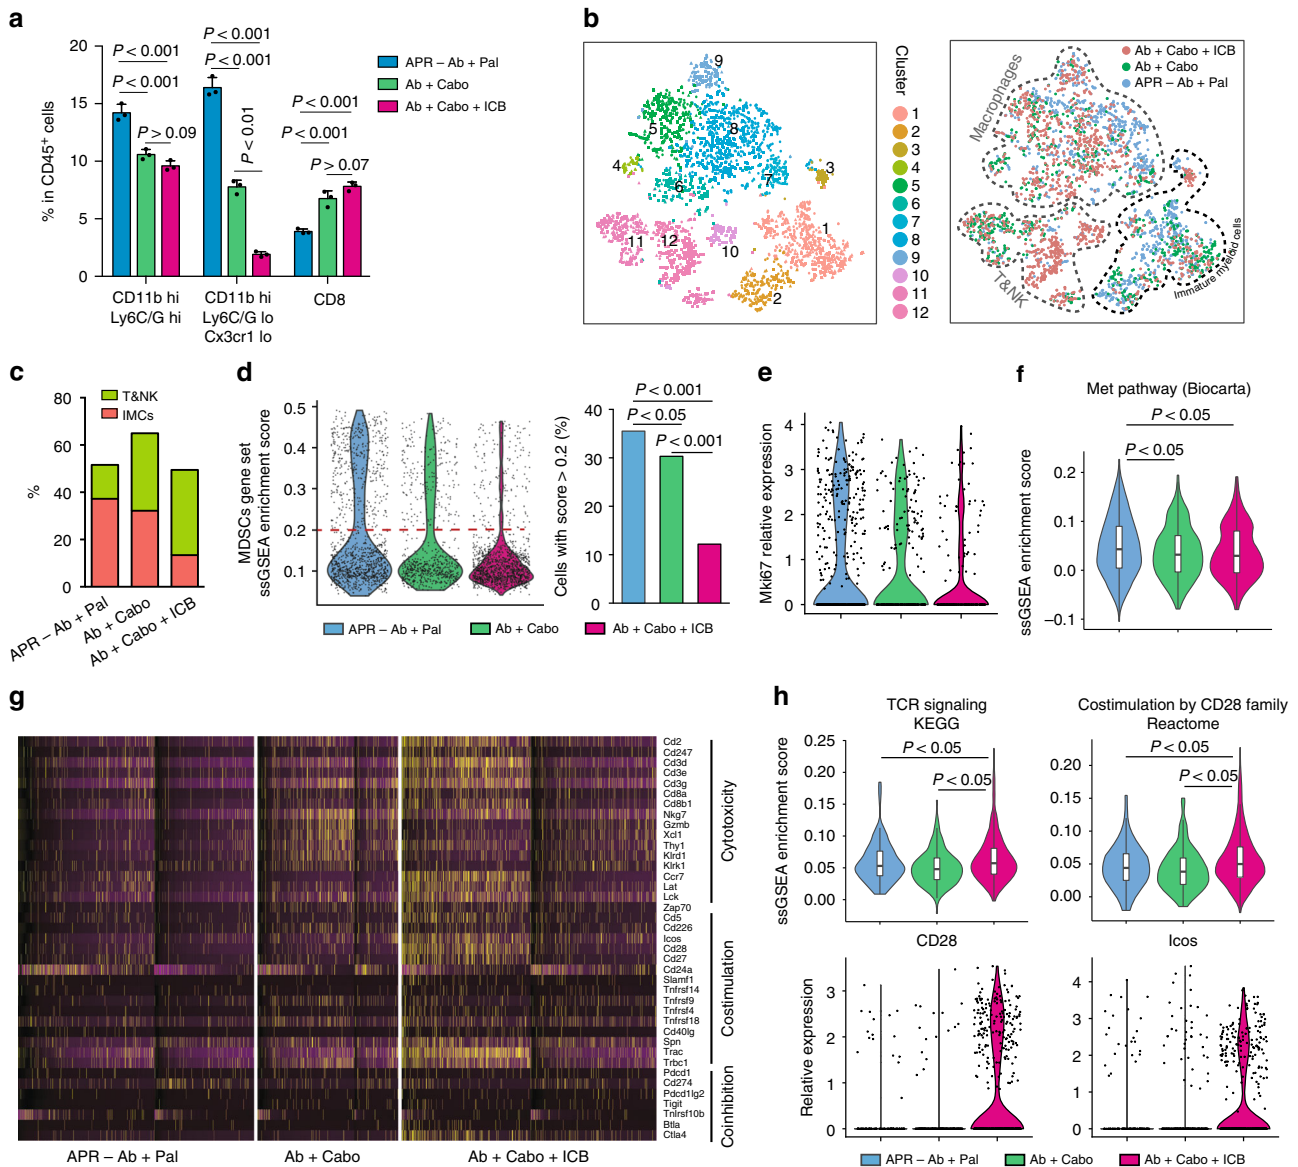 a
% in CD45+ cells
20
15
10
5
0
P < 0.001
P < 0.001
P > 0.09
P < 0.001
P < 0.001
P < 0.01
P < 0.001
P < 0.001
P > 0.07
APR – Ab + Pal
Ab + Cabo
Ab + Cabo + ICB
CD11b hi
Ly6C/G hi
CD11b hi
Ly6C/G lo
Cx3cr1 lo
CD8
b
9
5
8
4
3
6
7
11
12
10
1
2
Cluster
1
2
3
4
5
6
7
8
9
10
11
12
Ab + Cabo + ICB
Ab + Cabo
APR – Ab + Pal
Macrophages
T&NK
Immature myeloid cells
c
80
60
40
20
0
%
T&NK
IMCs
APR – Ab + Pal
Ab + Cabo
Ab + Cabo + ICB
d
MDSCs gene set
ssGSEA enrichment score
0.5
0.4
0.3
0.2
0.1
Cells with score > 0.2 (%)
40
30
20
10
0
P < 0.001
P < 0.05
P < 0.001
APR – Ab + Pal
Ab + Cabo
Ab + Cabo + ICB
e
Mki67 relative expression
4
3
2
1
0
f
Met pathway (Biocarta)
P < 0.05
P < 0.05
ssGSEA enrichment score
0.2
0.1
0.0
–0.1
g
Cd2
Cd247
Cd3d
Cd3e
Cd3g
Cd8a
Cd8b1
Nkg7
Gzmb
Xcl1
Thy1
Klrd1
Klrk1
Ccr7
Lat
Lck
Zap70
Cd5
Cd226
Icos
Cd28
Cd27
Cd24a
Slamf1
Tnfrsf14
Tnfrsf9
Tnfrsf4
Tnfrsf18
Cd40lg
Spn
Trac
Trbc1
Pdcd1
Cd274
Pdcd1lg2
Tigit
Tnfrsf10b
Btla
Ctla4
Cytotoxicity
Costimulation
Coinhibition
APR – Ab + Pal
Ab + Cabo
Ab + Cabo + ICB
h
TCR signaling
KEGG
P < 0.05
P < 0.05
ssGSEA enrichment score
0.25
0.20
0.15
0.10
0.05
0.00
Costimulation by CD28 family
Reactome
P < 0.05
P < 0.05
0.20
0.15
0.10
0.05
0.00
CD28
Relative expression
3
2
1
0
Icos
4
3
2
1
0
APR – Ab + Pal
Ab + Cabo
Ab + Cabo + ICB